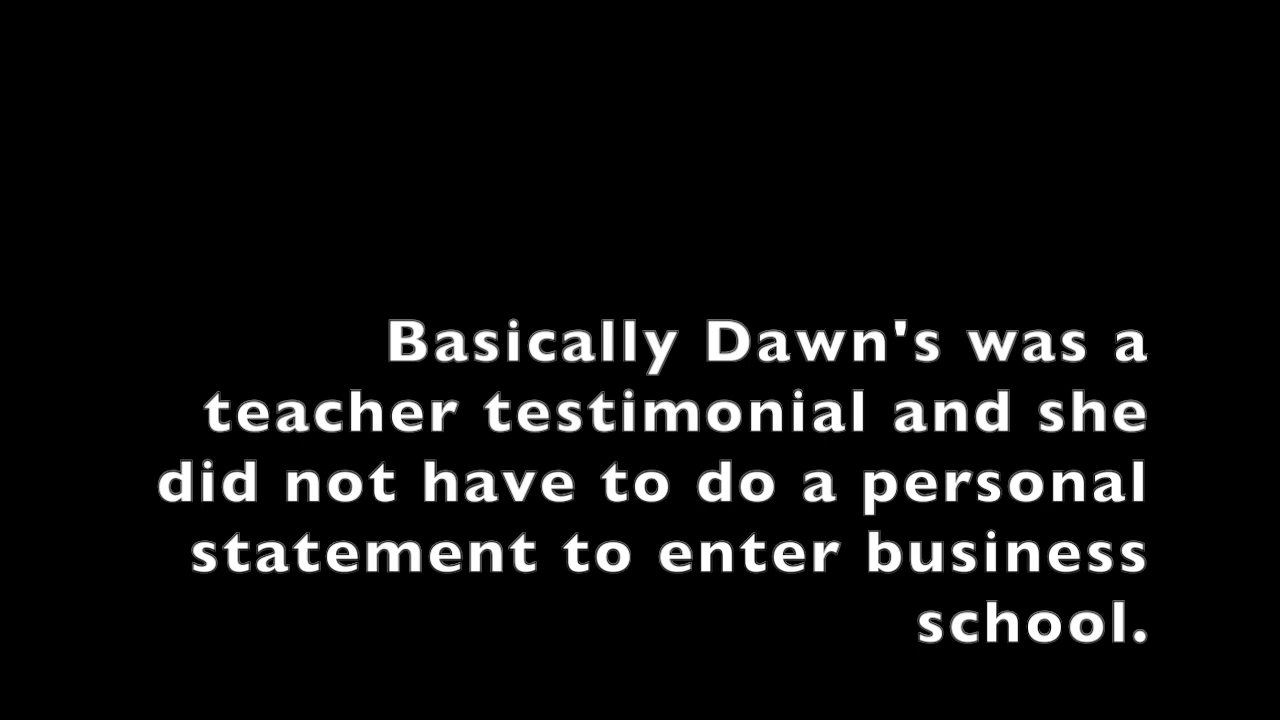 Basically Dawn's was a
teacher testimonial and she
did not have to do a personal
statement to enter business
school.